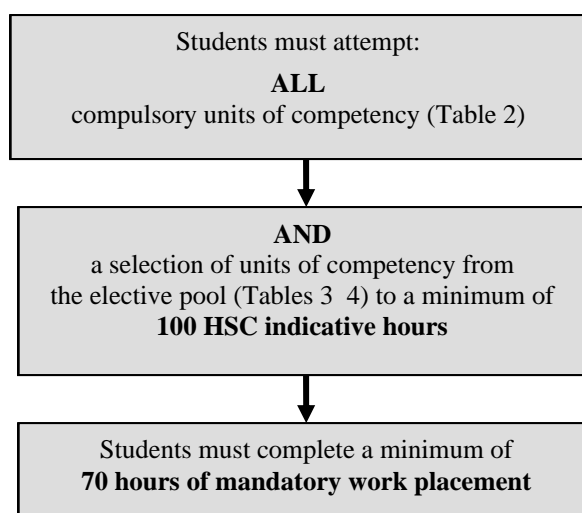 Students must attempt:
ALL
compulsory units of competency (Table 2)
AND
a selection of units of competency from
the elective pool (Tables 3 4) to a minimum of
100 HSC indicative hours
Students must complete a minimum of
70 hours of mandatory work placement